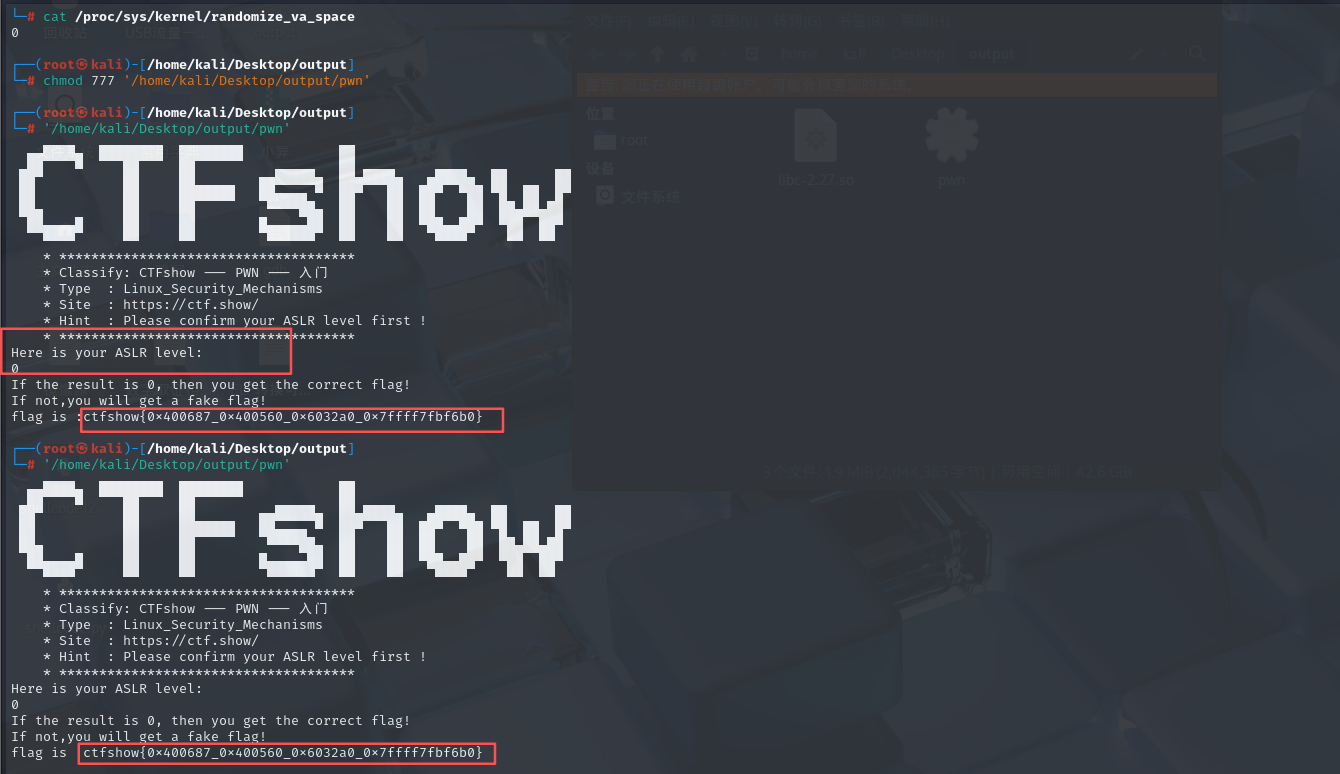 └─# cat /proc/sys/kernel/randomize_va_space
0
┌──(root㉿kali)-[/home/kali/Desktop/output]
└─# chmod 777 '/home/kali/Desktop/output/pwn'
┌──(root㉿kali)-[/home/kali/Desktop/output]
└─# '/home/kali/Desktop/output/pwn'
CTFshow
* *************************************
* Classify: CTFshow --- PWN --- 入门
* Type  : Linux_Security_Mechanisms
* Site  : https://ctf.show/
* Hint  : Please confirm your ASLR level first !
* *************************************
Here is your ASLR level:
0
If the result is 0, then you get the correct flag!
If not,you will get a fake flag!
flag is :ctfshow{0×400687_0×400560_0×6032a0_0×7ffff7fbf6b0}
┌──(root㉿kali)-[/home/kali/Desktop/output]
└─# '/home/kali/Desktop/output/pwn'
CTFshow
* *************************************
* Classify: CTFshow --- PWN --- 入门
* Type  : Linux_Security_Mechanisms
* Site  : https://ctf.show/
* Hint  : Please confirm your ASLR level first !
* *************************************
Here is your ASLR level:
0
If the result is 0, then you get the correct flag!
If not,you will get a fake flag!
flag is ctfshow{0×400687_0×400560_0×6032a0_0×7ffff7fbf6b0}
output
位置
root
设备
文件系统
libc-2.27.so
pwn